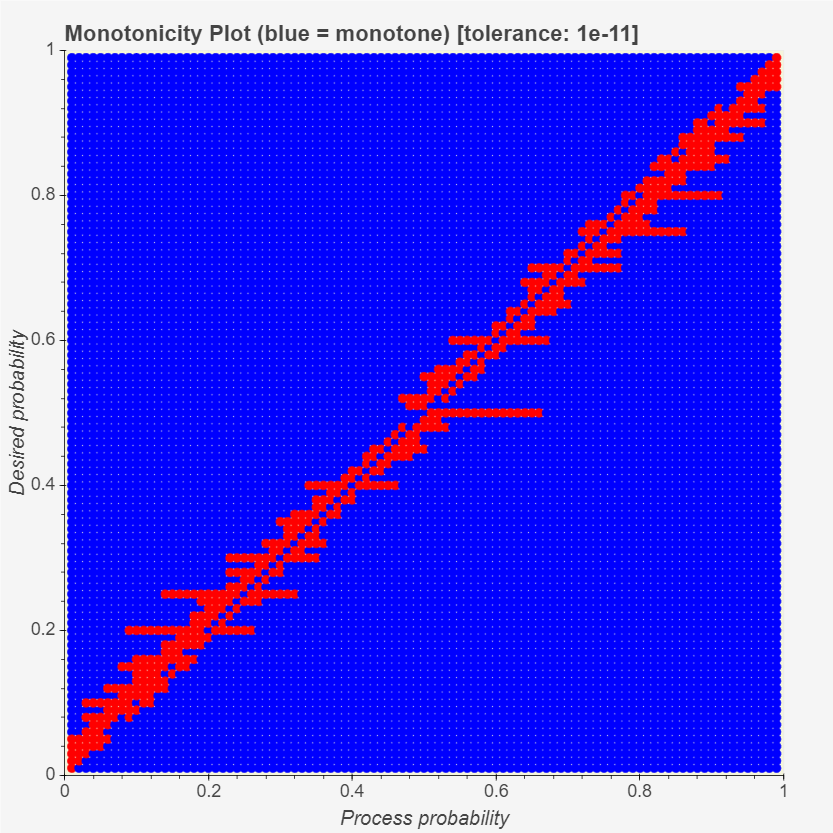 Monotonicity Plot (blue = monotone) [tolerance: 1e-11]
1
0.8
0.6
0.4
0.2
0
Desired probability
0 0.2 0.4 0.6 0.8 1
Process probability